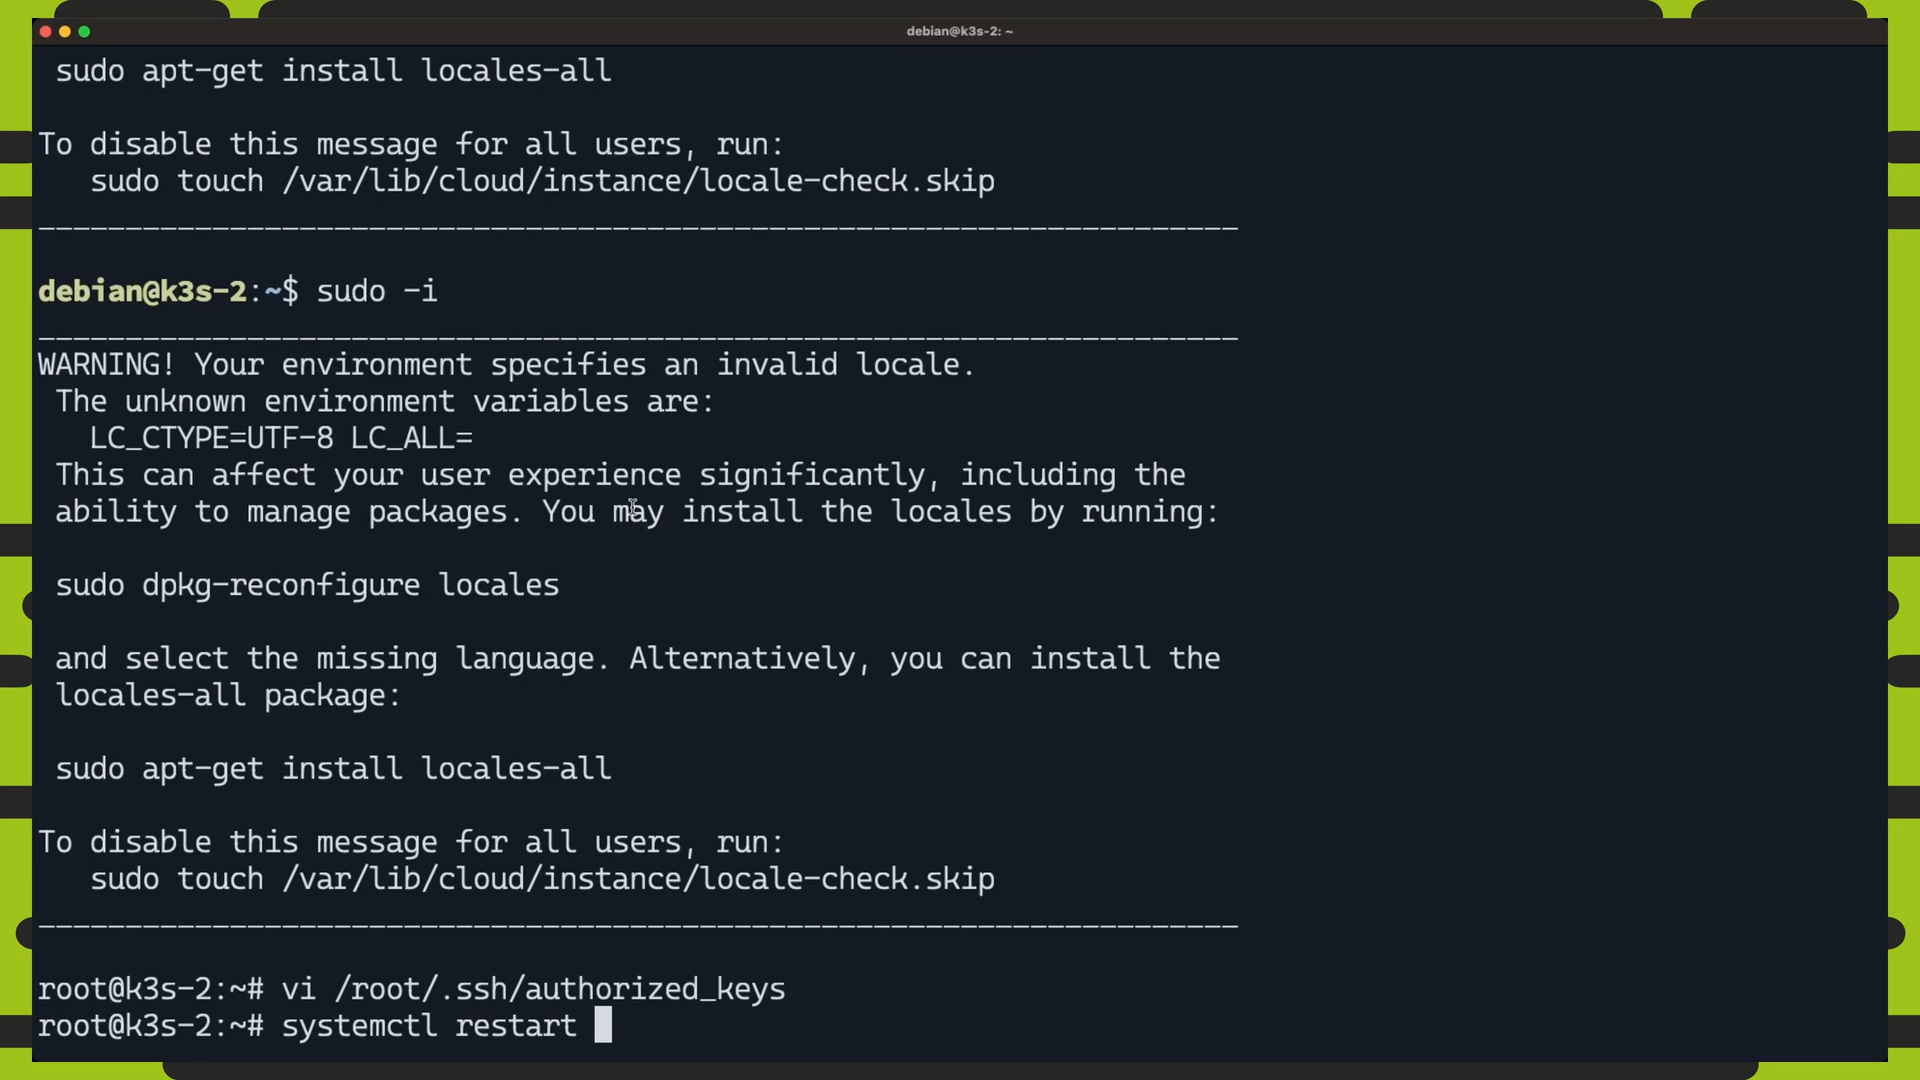 debian@k3s-2: ~
sudo apt-get install locales-all
To disable this message for all users, run:
sudo touch /var/lib/cloud/instance/locale-check.skip
_____________________________________________________________________
debian@k3s-2:~$ sudo -i
_____________________________________________________________________
WARNING! Your environment specifies an invalid locale.
The unknown environment variables are:
LC_CTYPE=UTF-8 LC_ALL=
This can affect your user experience significantly, including the
ability to manage packages. You may install the locales by running:
sudo dpkg-reconfigure locales
and select the missing language. Alternatively, you can install the
locales-all package:
sudo apt-get install locales-all
To disable this message for all users, run:
sudo touch /var/lib/cloud/instance/locale-check.skip
_____________________________________________________________________
root@k3s-2:~# vi /root/.ssh/authorized_keys
root@k3s-2:~# systemctl restart